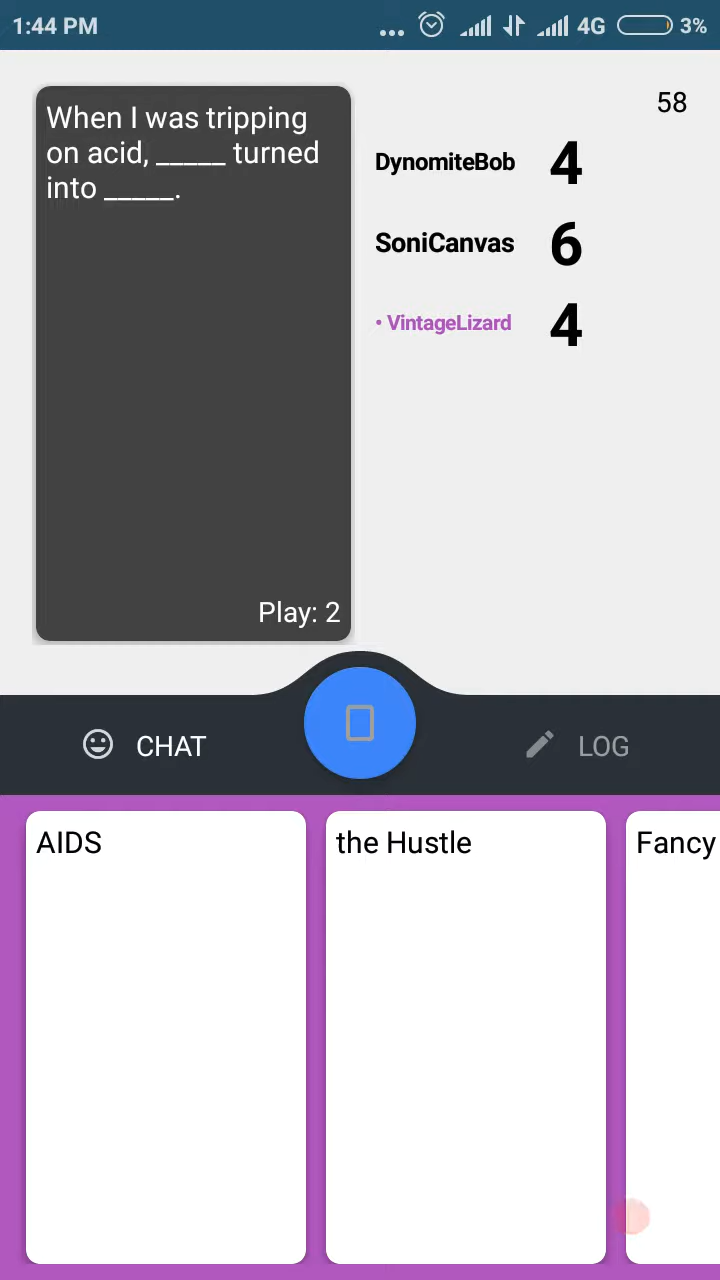 1:44 PM
4G
3%
When I was tripping
on acid, _____ turned
into _____.
Play: 2
58
DynomiteBob 4
SoniCanvas 6
• VintageLizard 4
CHAT
LOG
AIDS
the Hustle
Fancy